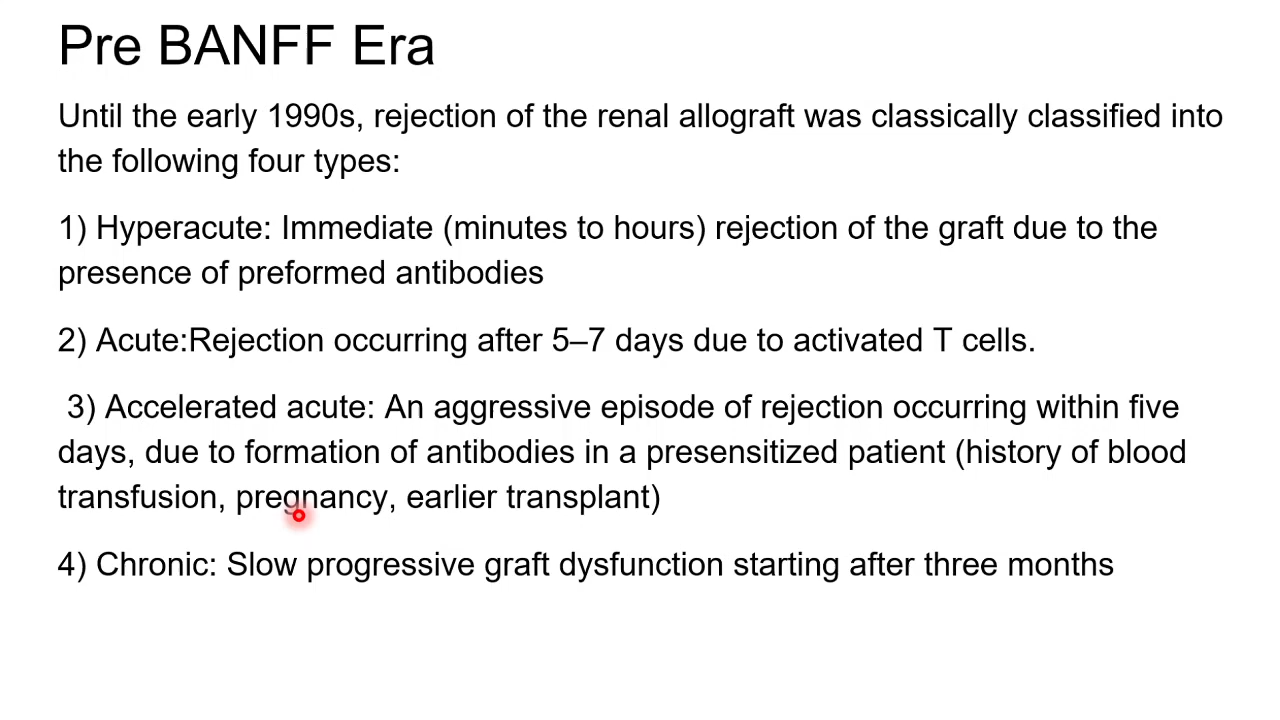 Pre BANFF Era
Until the early 1990s, rejection of the renal allograft was classically classified into
the following four types:
1) Hyperacute: Immediate (minutes to hours) rejection of the graft due to the
presence of preformed antibodies
2) Acute:Rejection occurring after 5–7 days due to activated T cells.
3) Accelerated acute: An aggressive episode of rejection occurring within five
days, due to formation of antibodies in a presensitized patient (history of blood
transfusion, pregnancy, earlier transplant)
4) Chronic: Slow progressive graft dysfunction starting after three months